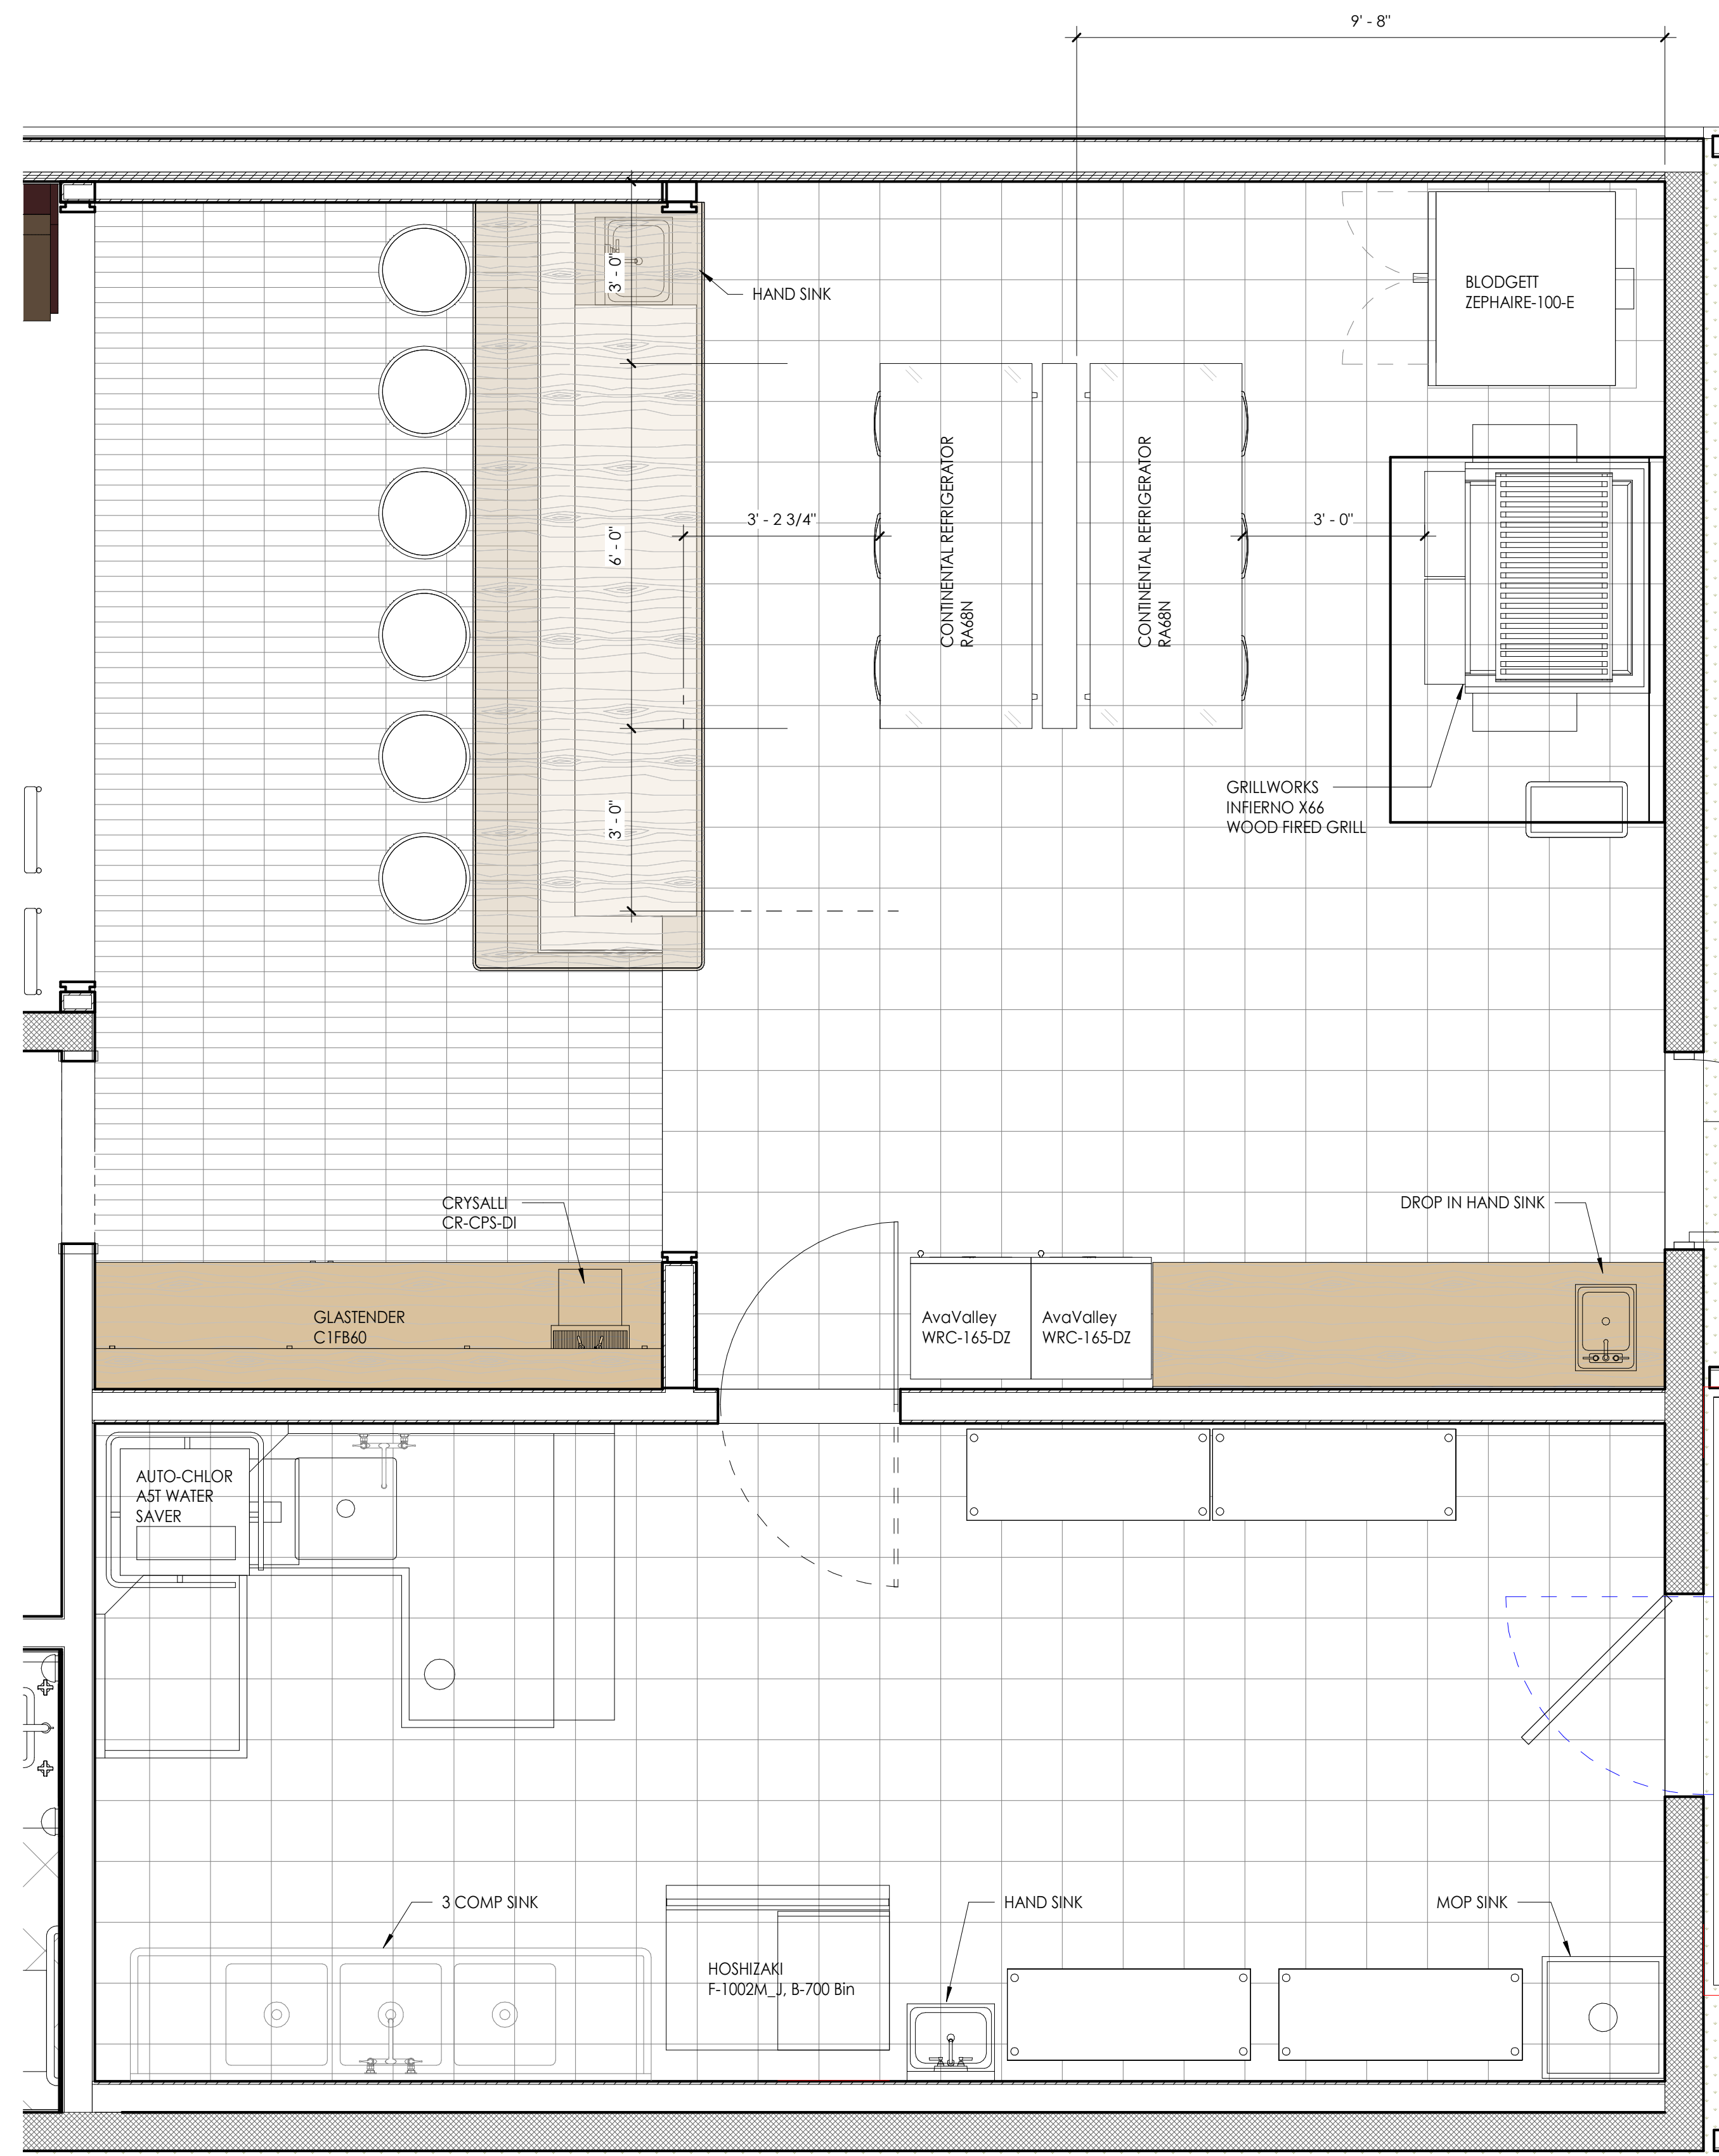 9' - 8"
BLODGETT
ZEPHAIRE-100-E
3' - 0"
HAND SINK
CONTINENTAL REFRIGERATOR
RA68N
CONTINENTAL REFRIGERATOR
RA68N
3' - 2 3/4"
3' - 0"
6' - 0"
GRILLWORKS
INFIERNO X66
WOOD FIRED GRILL
3' - 0"
CRYSALLI
CR-CPS-DI
DROP IN HAND SINK
GLASTENDER
C1FB60
AvaValley
WRC-165-DZ
AvaValley
WRC-165-DZ
AUTO-CHLOR
A5T WATER
SAVER
3 COMP SINK
HAND SINK
MOP SINK
HOSHIZAKI
F-1002M_J, B-700 Bin